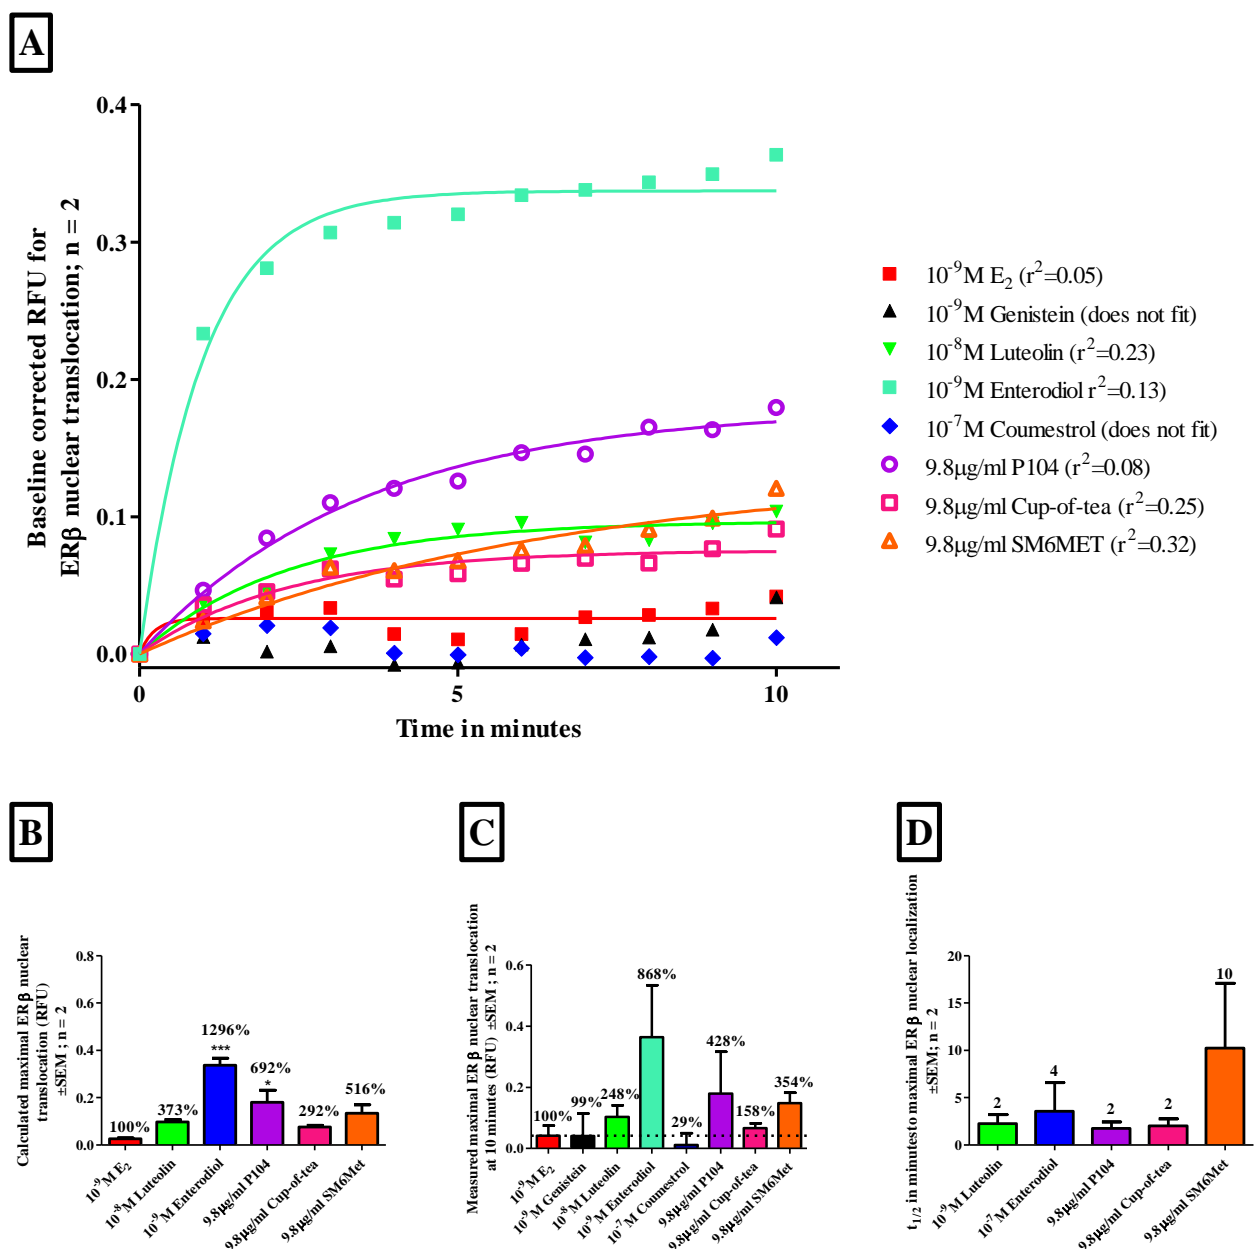 A
Baseline corrected RFU for
ERβ nuclear translocation; n = 2
0.4
0.3
0.2
0.1
0.0
0
5
10
Time in minutes
10⁻⁹M E₂ (r²=0.05)
10⁻⁹M Genistein (does not fit)
10⁻⁸M Luteolin (r²=0.23)
10⁻⁹M Enterodiol r²=0.13)
10⁻⁷M Coumestrol (does not fit)
9.8µg/ml P104 (r²=0.08)
9.8µg/ml Cup-of-tea (r²=0.25)
9.8µg/ml SM6MET (r²=0.32)
B
Calculated maximal ERβ nuclear
translocation (RFU)
±SEM ; n = 2
0.8
0.6
0.4
0.2
0.0
100%
373%
1296%
***
692%
*
292%
516%
10⁻⁹M E₂
10⁻⁸M Luteolin
10⁻⁹M Enterodiol
9.8µg/ml P104
9.8µg/ml Cup-of-tea
9.8µg/ml SM6Met
C
Measured maximal ERβ nuclear translocation
at 10 minutes (RFU) ±SEM ; n = 2
0.6
0.4
0.2
0.0
100%
99%
248%
868%
29%
428%
158%
354%
10⁻⁹M E₂
10⁻⁹M Genistein
10⁻⁸M Luteolin
10⁻⁹M Enterodiol
10⁻⁷M Coumestrol
9.8µg/ml P104
9.8µg/ml Cup-of-tea
9.8µg/ml SM6Met
D
t₁/₂ in minutesto maximal ERβ nuclear localization
±SEM; n = 2
20
15
10
5
0
2
4
2
2
10
10⁻⁹M Luteolin
10⁻⁷M Enterodiol
9.8µg/ml P104
9.8µg/ml Cup-of-tea
9.8µg/ml SM6Met